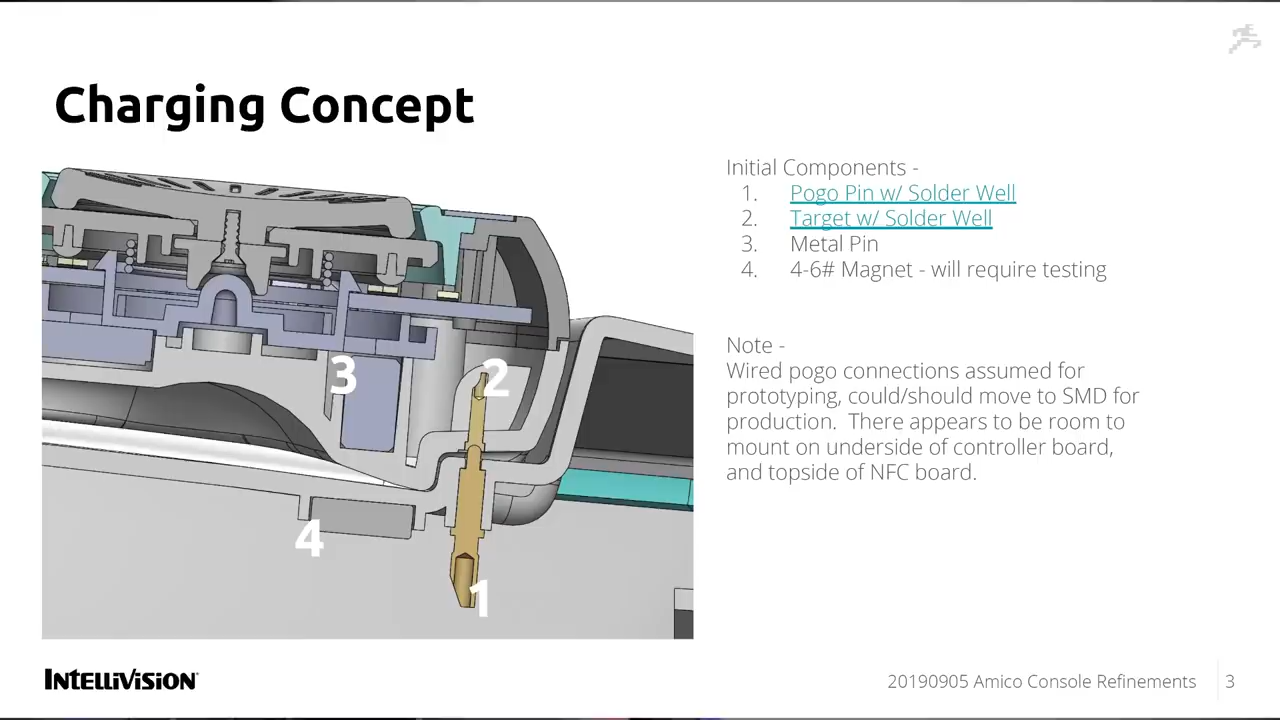 Charging Concept
Initial Components -
1. Pogo Pin w/ Solder Well
2. Target w/ Solder Well
3. Metal Pin
4. 4-6# Magnet - will require testing
Note -
Wired pogo connections assumed for
prototyping, could/should move to SMD for
production.  There appears to be room to
mount on underside of controller board,
and topside of NFC board.
3
2
4
1
INTELLIVISION
20190905 Amico Console Refinements 3